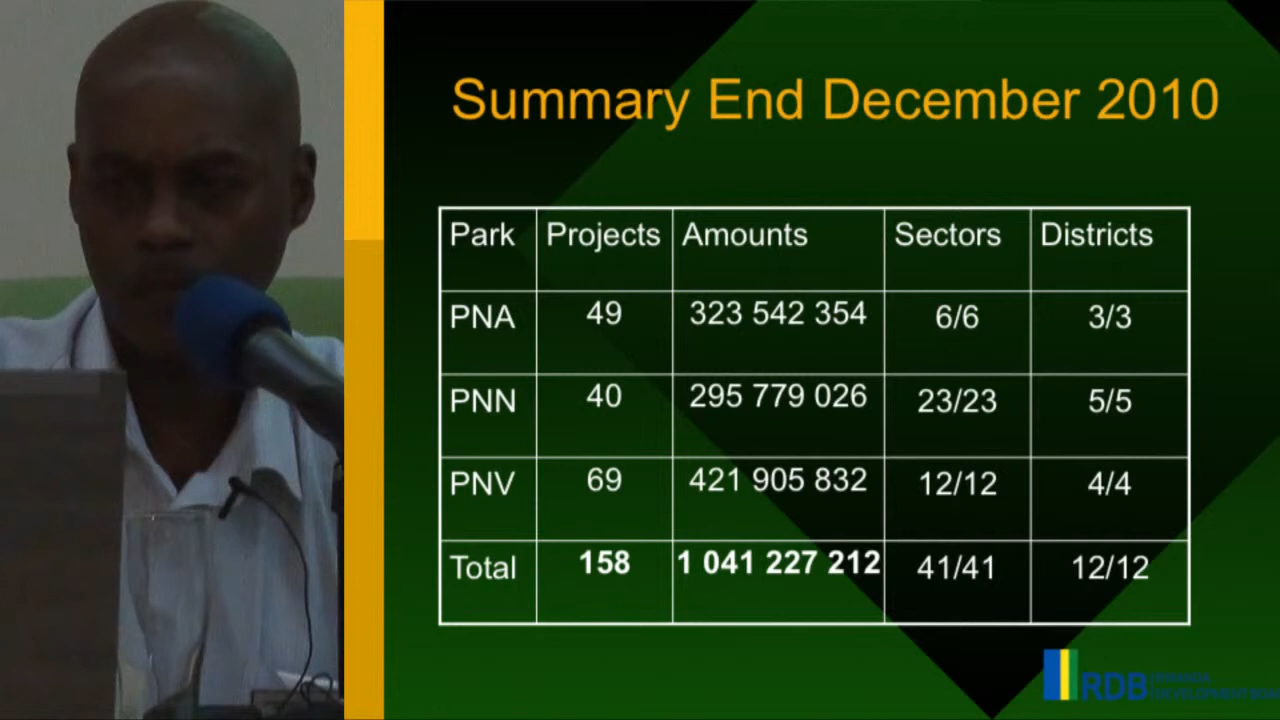 Summary End December 2010
Park Projects Amounts Sectors Districts
PNA 49 323 542 354 6/6 3/3
PNN 40 295 779 026 23/23 5/5
PNV 69 421 905 832 12/12 4/4
Total 158 1 041 227 212 41/41 12/12
RDB